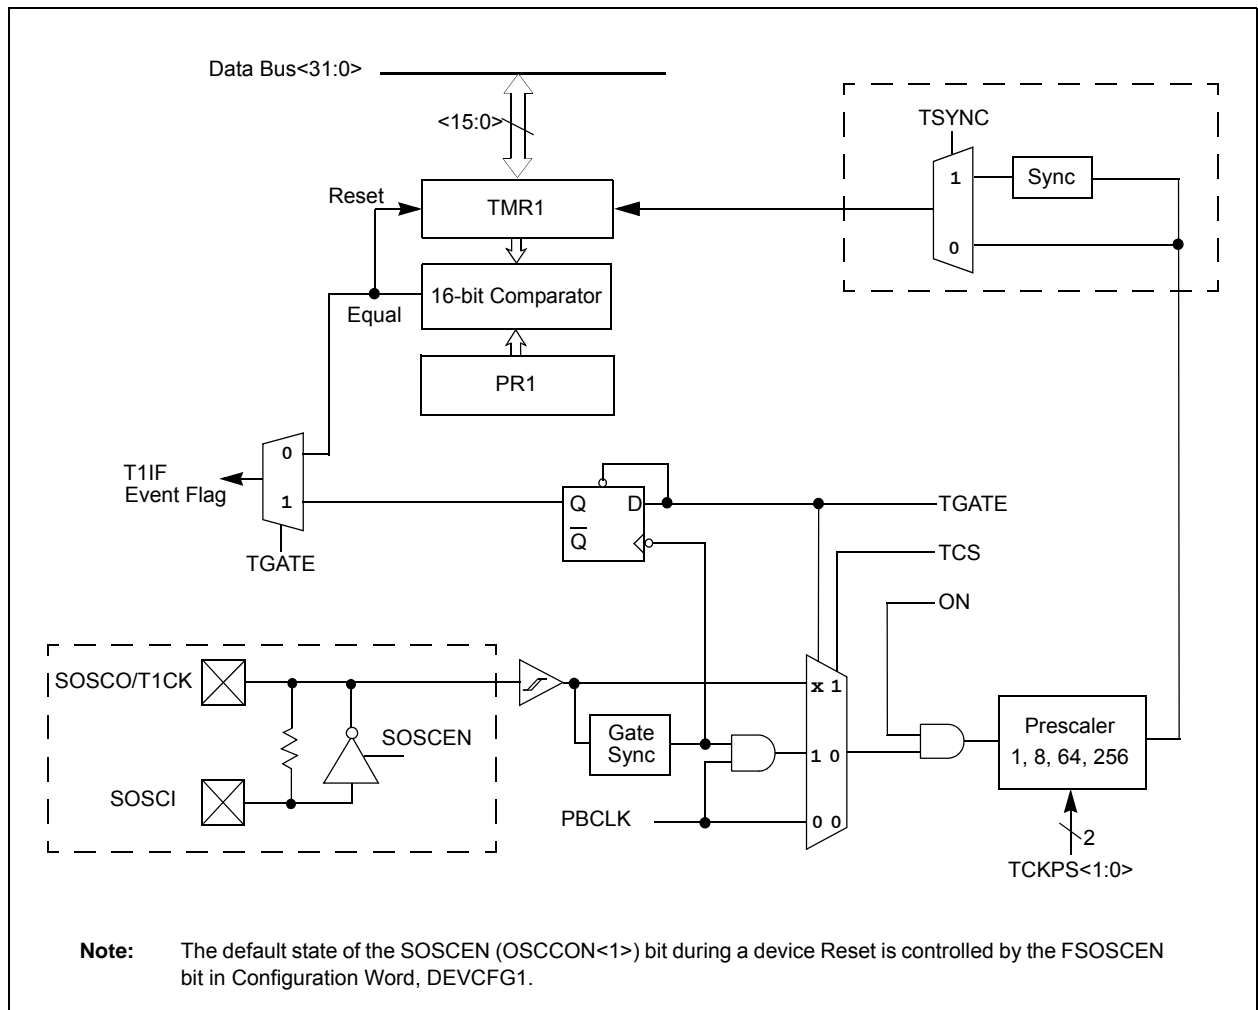 Data Bus<31:0>
<15:0>
TSYNC
1
Sync
0
Reset
TMR1
16-bit Comparator
Equal
PR1
0
1
T1IF
Event Flag
TGATE
Q
D
Q̅
TGATE
TCS
ON
SOSCO/T1CK
SOSCEN
SOSCI
Gate
Sync
PBCLK
x 1
1 0
0 0
Prescaler
1, 8, 64, 256
2
TCKPS<1:0>
Note: The default state of the SOSCEN (OSCCON<1>) bit during a device Reset is controlled by the FSOSCEN
bit in Configuration Word, DEVCFG1.